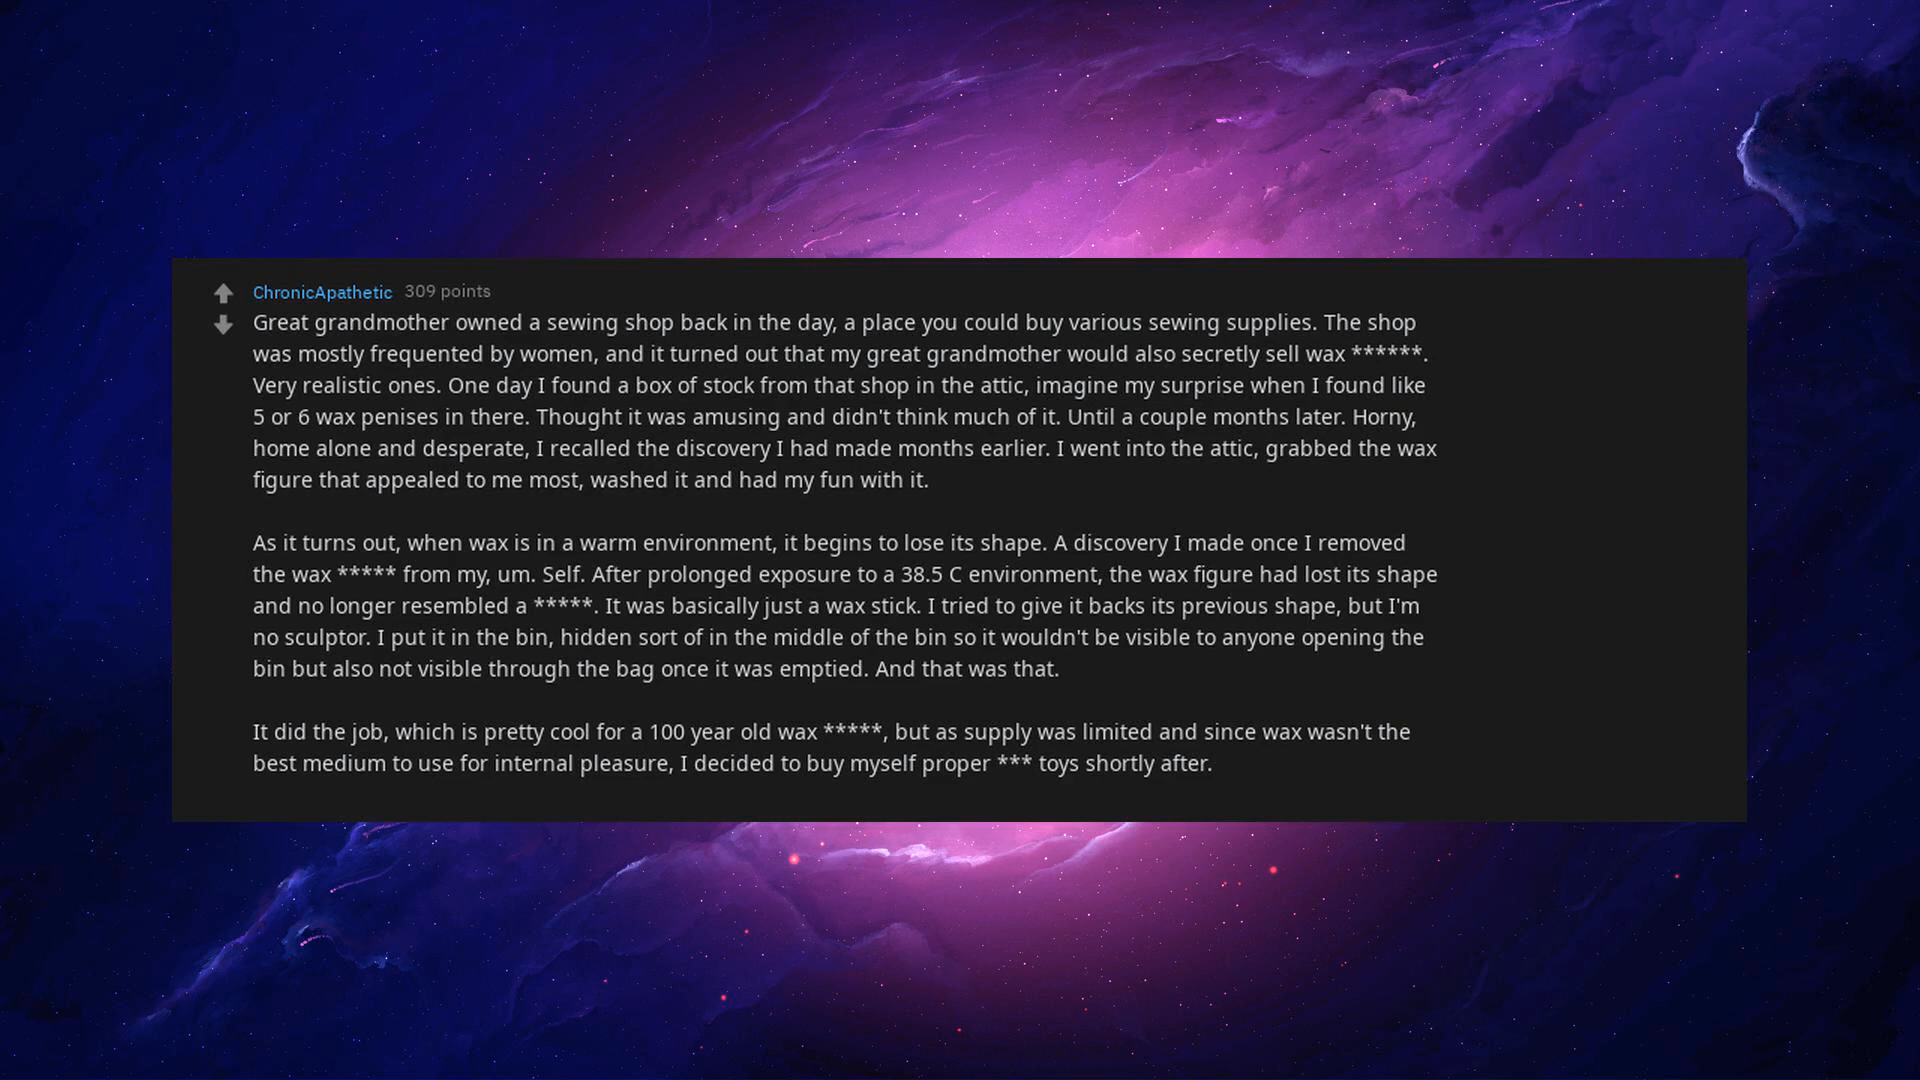 ChronicApathetic 309 points
Great grandmother owned a sewing shop back in the day, a place you could buy various sewing supplies. The shop
was mostly frequented by women, and it turned out that my great grandmother would also secretly sell wax ******.
Very realistic ones. One day I found a box of stock from that shop in the attic, imagine my surprise when I found like
5 or 6 wax penises in there. Thought it was amusing and didn't think much of it. Until a couple months later. Horny,
home alone and desperate, I recalled the discovery I had made months earlier. I went into the attic, grabbed the wax
figure that appealed to me most, washed it and had my fun with it.
As it turns out, when wax is in a warm environment, it begins to lose its shape. A discovery I made once I removed
the wax ***** from my, um. Self. After prolonged exposure to a 38.5 C environment, the wax figure had lost its shape
and no longer resembled a *****. It was basically just a wax stick. I tried to give it backs its previous shape, but I'm
no sculptor. I put it in the bin, hidden sort of in the middle of the bin so it wouldn't be visible to anyone opening the
bin but also not visible through the bag once it was emptied. And that was that.
It did the job, which is pretty cool for a 100 year old wax *****, but as supply was limited and since wax wasn't the
best medium to use for internal pleasure, I decided to buy myself proper *** toys shortly after.